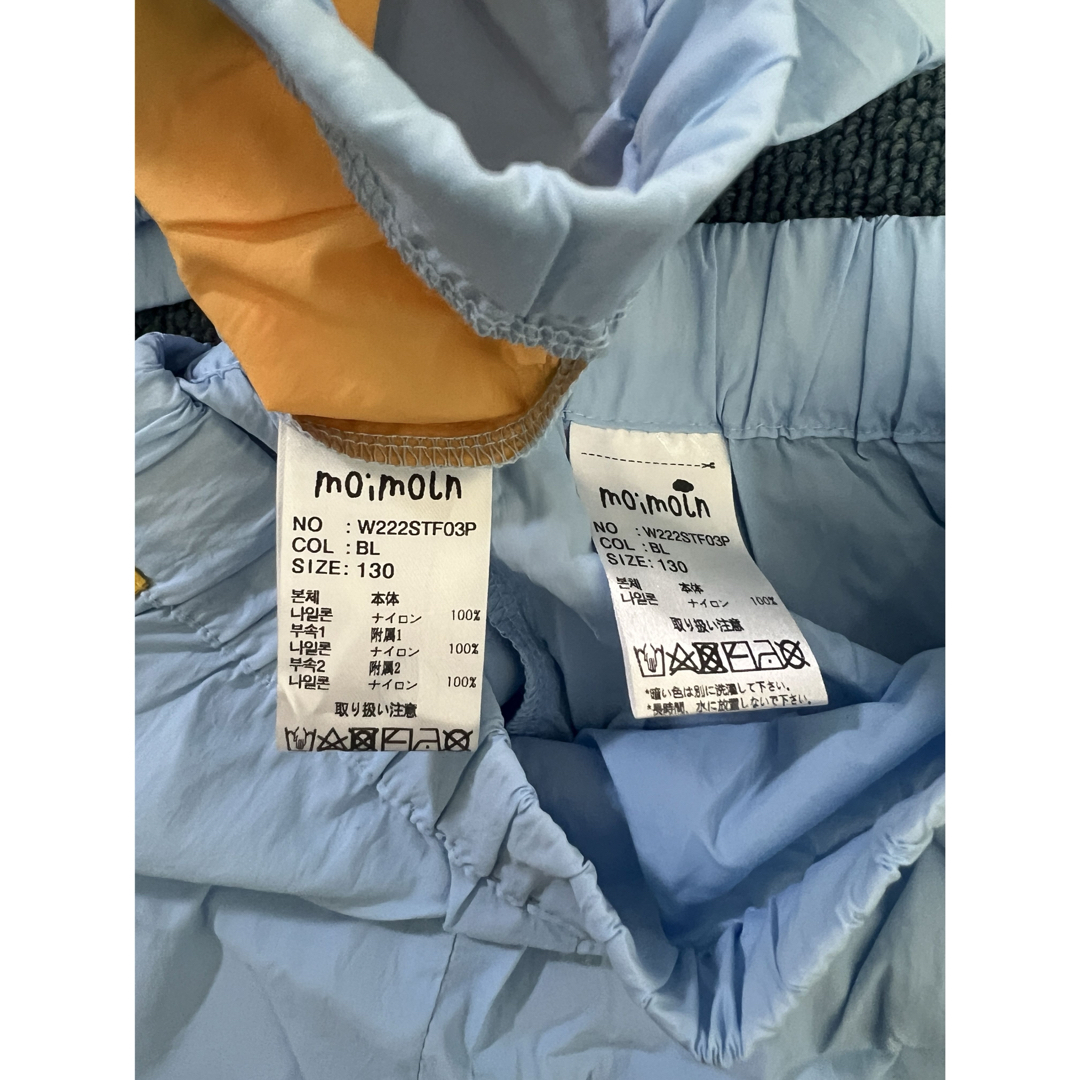 moimoln
NO : W222STF03P
COL : BL
SIZE: 130
본체 本体
나일론 ナイロン 100%
부속1 附属1
나일론 ナイロン 100%
부속2 附属2
나일론 ナイロン 100%
取り扱い注意
moimoln
NO : W222STF03P
COL : BL
SIZE: 130
본체 本体
나일론 ナイロン 100%
取り扱い注意
*暗い色は別に洗濯して下さい。
*長時間、水に放置しないで下さい。